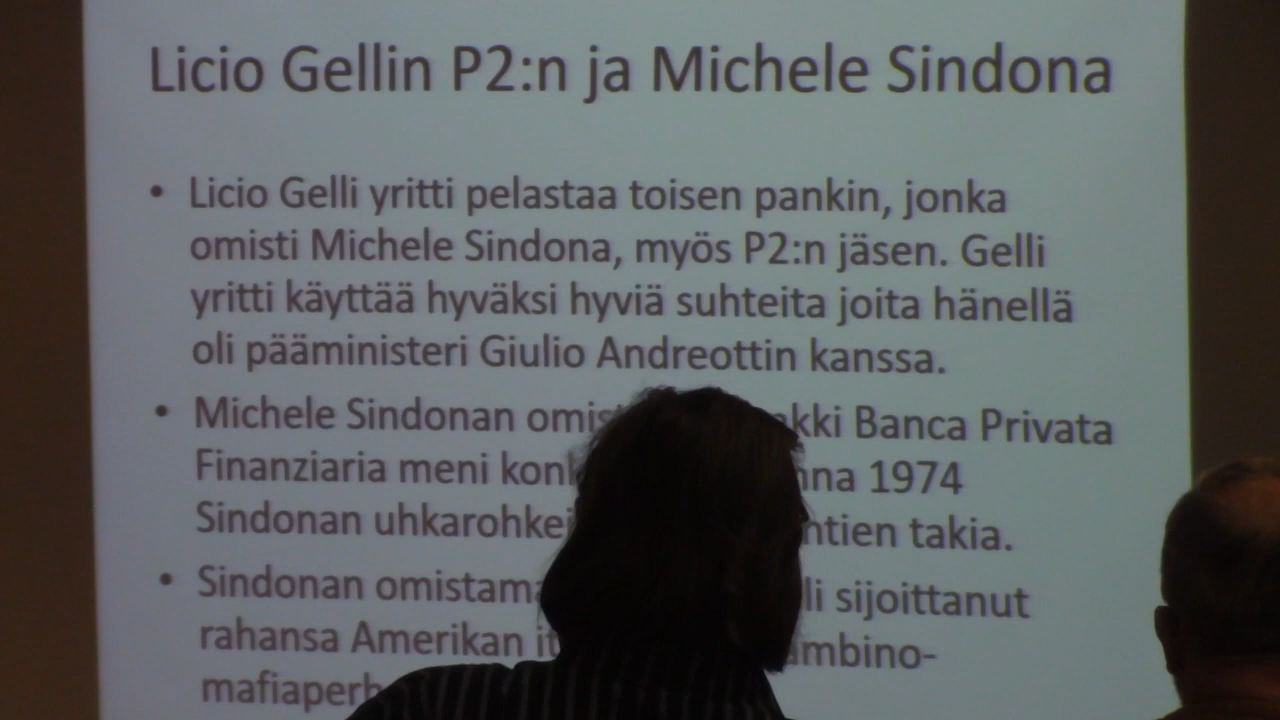 Licio Gellin P2:n ja Michele Sindona
• Licio Gelli yritti pelastaa toisen pankin, jonka
omisti Michele Sindona, myös P2:n jäsen. Gelli
yritti käyttää hyväksi hyviä suhteita joita hänellä
oli pääministeri Giulio Andreottin kanssa.
• Michele Sindonan Banca Privata
Finanziaria meni 1974
Sindonan takia.
• Sindonan sijoittanut
rahansa Amerikan